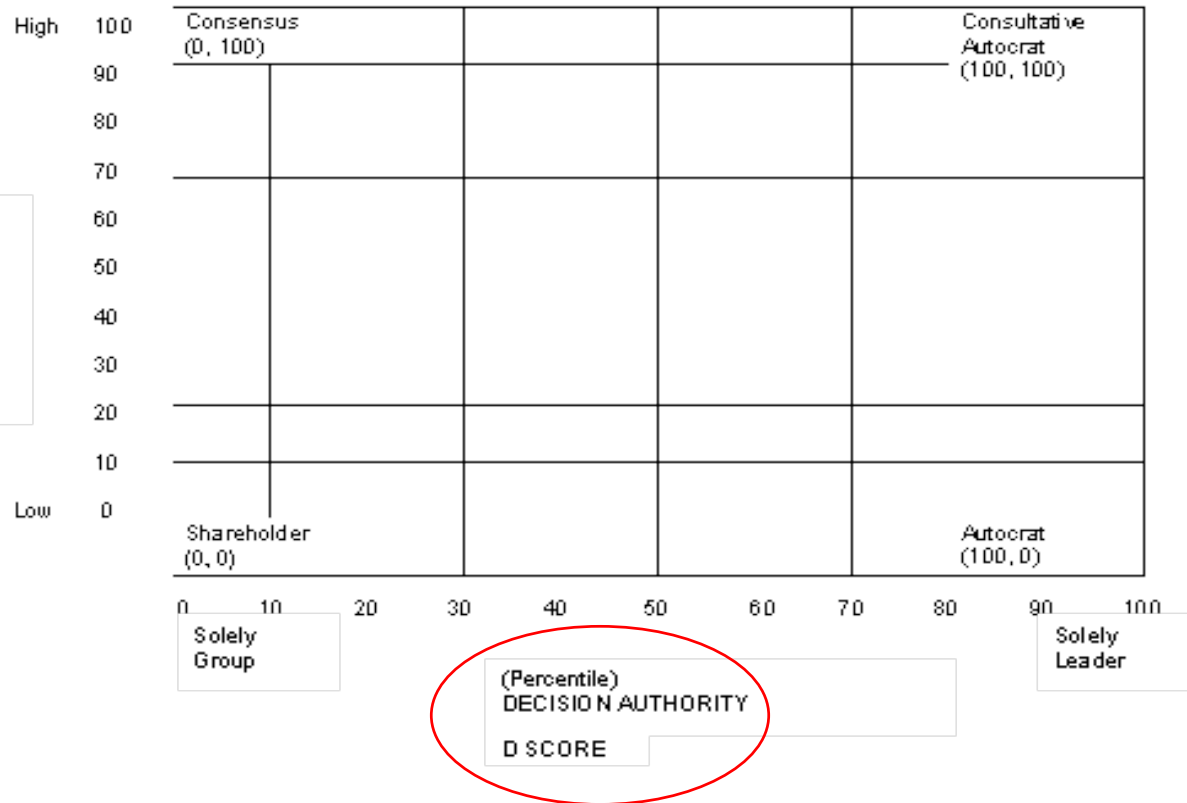 High 100 Consensus Consultative
(0, 100) Autocrat
90 (100, 100)
80
70
60
50
40
30
20
10
Low 0
Shareholder Autocrat
(0, 0) (100, 0)
0 10 20 30 40 50 60 70 80 90 100
Solely Solely
Group Leader
(Percentile)
DECISION AUTHORITY
D SCORE